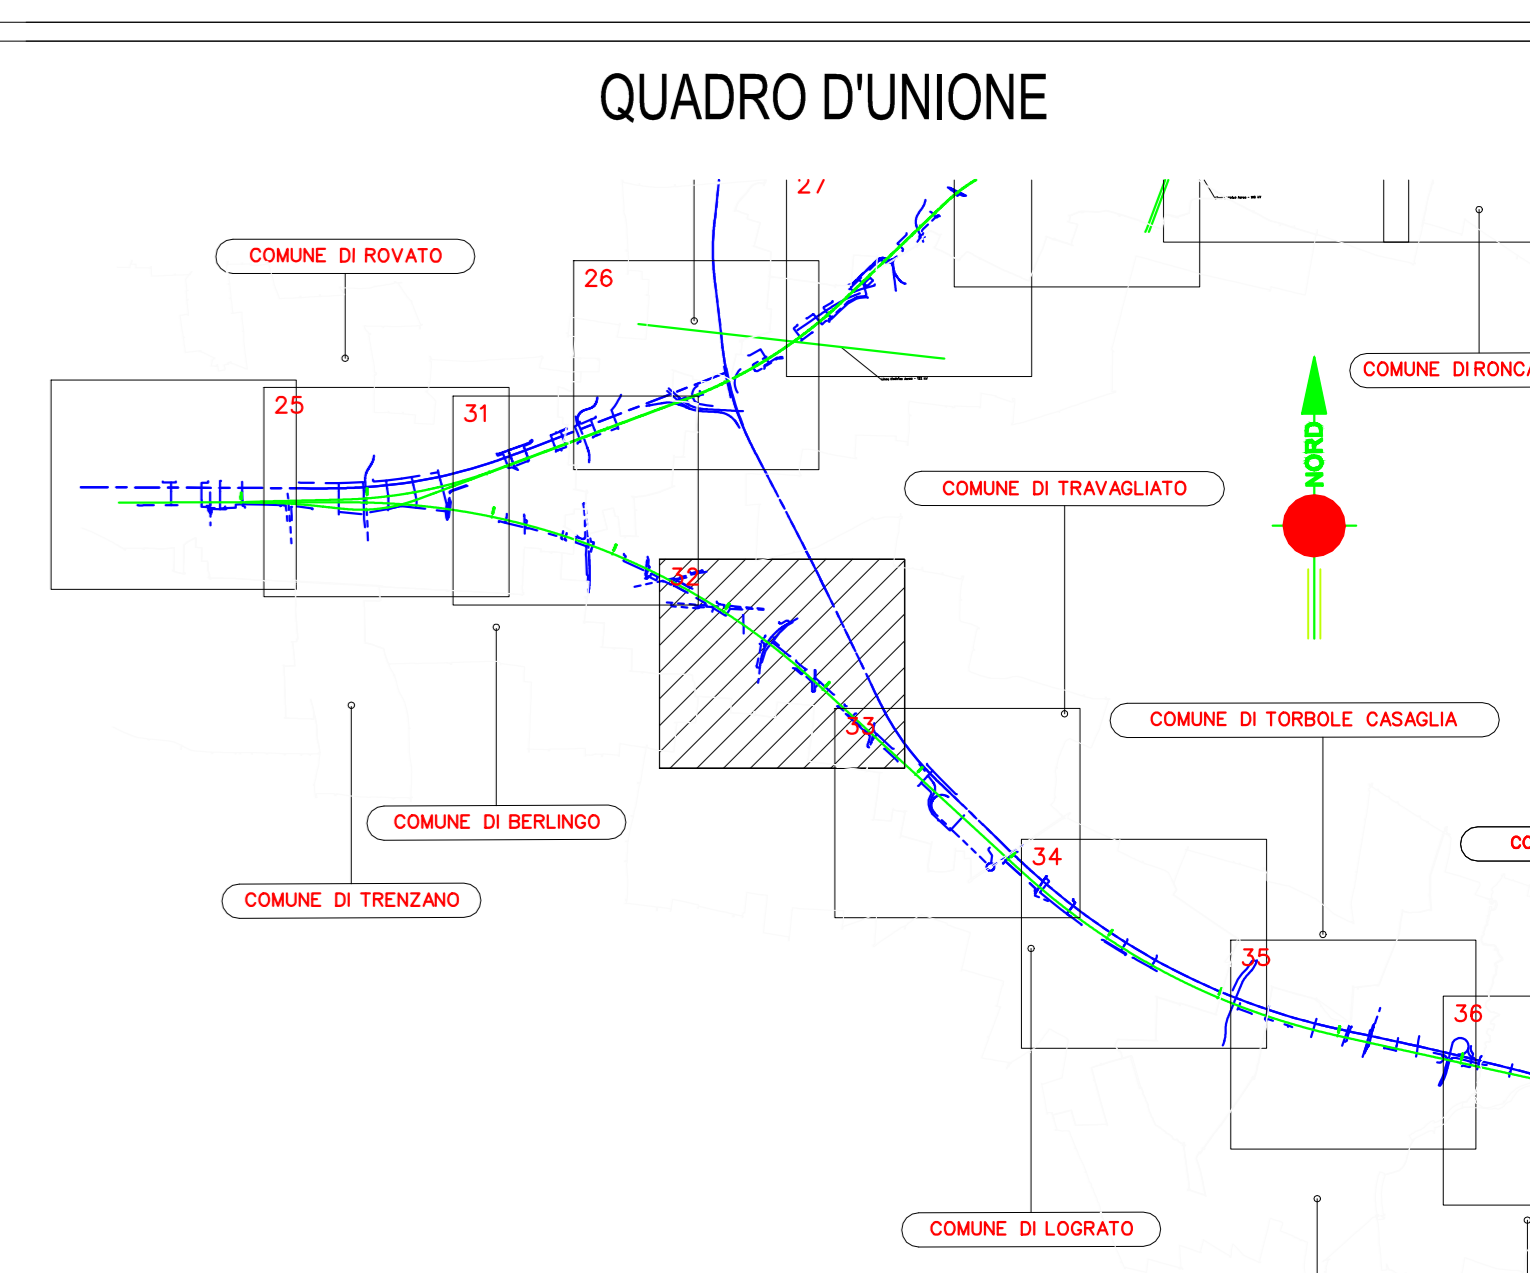 QUADRO D'UNIONE
27
COMUNE DI ROVATO
26
COMUNE DI RONCA
25
31
NORD
COMUNE DI TRAVAGLIATO
32
COMUNE DI TORBOLE CASAGLIA
33
COMUNE DI BERLINGO
CO
34
COMUNE DI TRENZANO
35
36
COMUNE DI LOGRATO